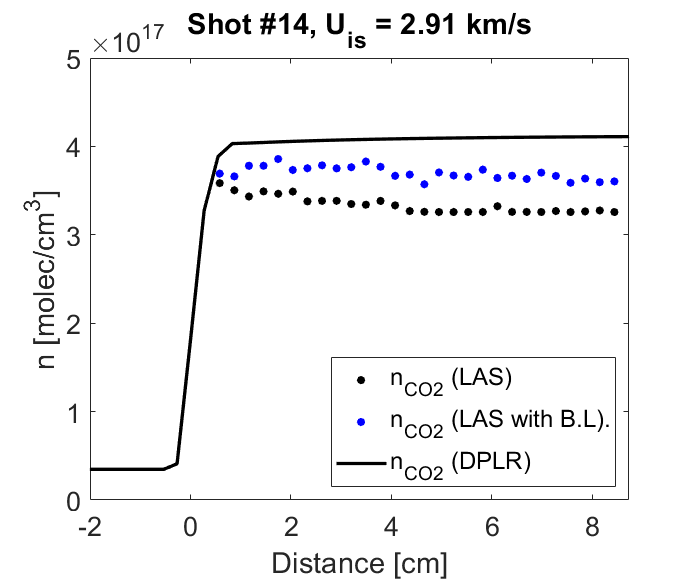 Shot #14, U_is = 2.91 km/s
×10^17
5
4
3
2
1
0
n [molec/cm^3]
-2 0 2 4 6 8
Distance [cm]
n_CO2 (LAS)
n_CO2 (LAS with B.L).
n_CO2 (DPLR)